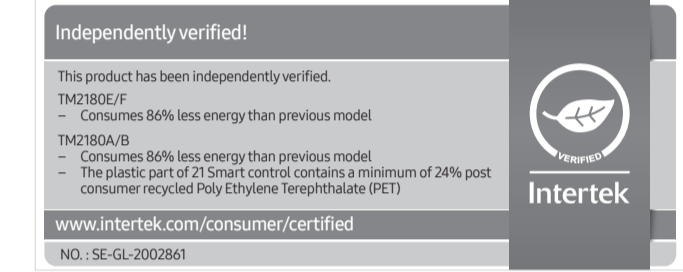 Independently verified!
This product has been independently verified.
TM2180E/F
– Consumes 86% less energy than previous model
TM2180A/B
– Consumes 86% less energy than previous model
– The plastic part of 21 Smart control contains a minimum of 24% post
consumer recycled Poly Ethylene Terephthalate (PET)
www.intertek.com/consumer/certified
NO. : SE-GL-2002861
VERIFIED
Intertek